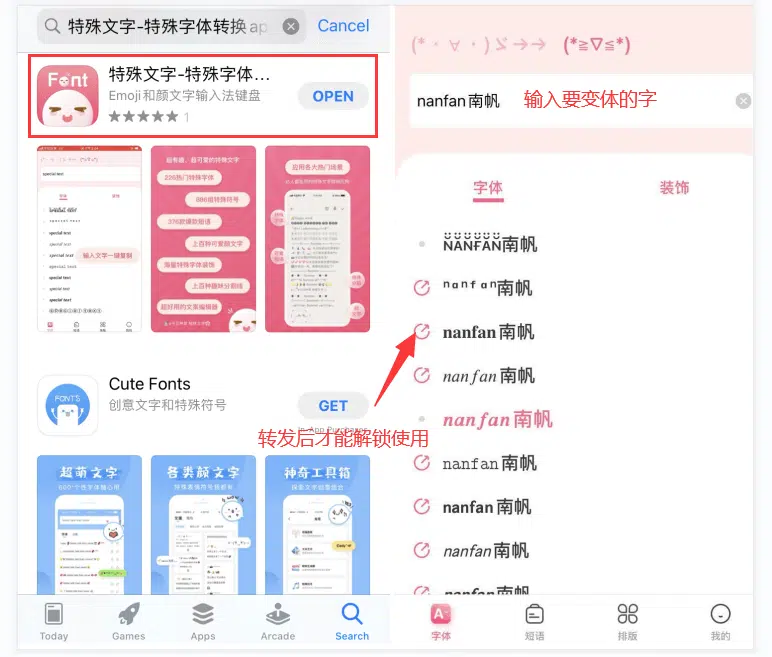 特殊文字-特殊字体转换 ap
Cancel
Font
特殊文字-特殊字体...
Emoji和颜文字输入法键盘
1
OPEN
special text
超有趣,超可爱的特殊文字
226热门特殊字体
886组转换符号
376款爆款短语
上百种可爱颜文字
海量特殊字体装饰
上百种趣味分割线
超好用的文案编辑器
应用各大热门场景
输入文字一键复制
FONTS
Cute Fonts
创意文字和特殊符号
GET
In-App Purchases
转发后才能解锁使用
超萌文字
各类颜文字
神奇工具箱
Today
Games
Apps
Arcade
Search
(*・∀・)ズ→→
(*≧∇≦*)
nanfan南帆
输入要变体的字
字体
装饰
N̆̈ĂN̆F̆ĂN̆南帆
ⁿᵃⁿᶠᵃⁿ南帆
𝐧𝐚𝐧𝐟𝐚𝐧南帆
𝑛𝑎𝑛𝑓𝑎𝑛南帆
𝒏𝒂𝒏𝒇𝒂𝒏南帆
𝚗𝚊𝚗𝚏𝚊𝚗南帆
𝗻𝗮𝗻𝗳𝗮𝗻南帆
𝘯𝘢𝘯𝘧𝘢𝘯南帆
𝙣𝙖𝙣𝙛𝙖𝙣南帆
字体
短语
排版
我的